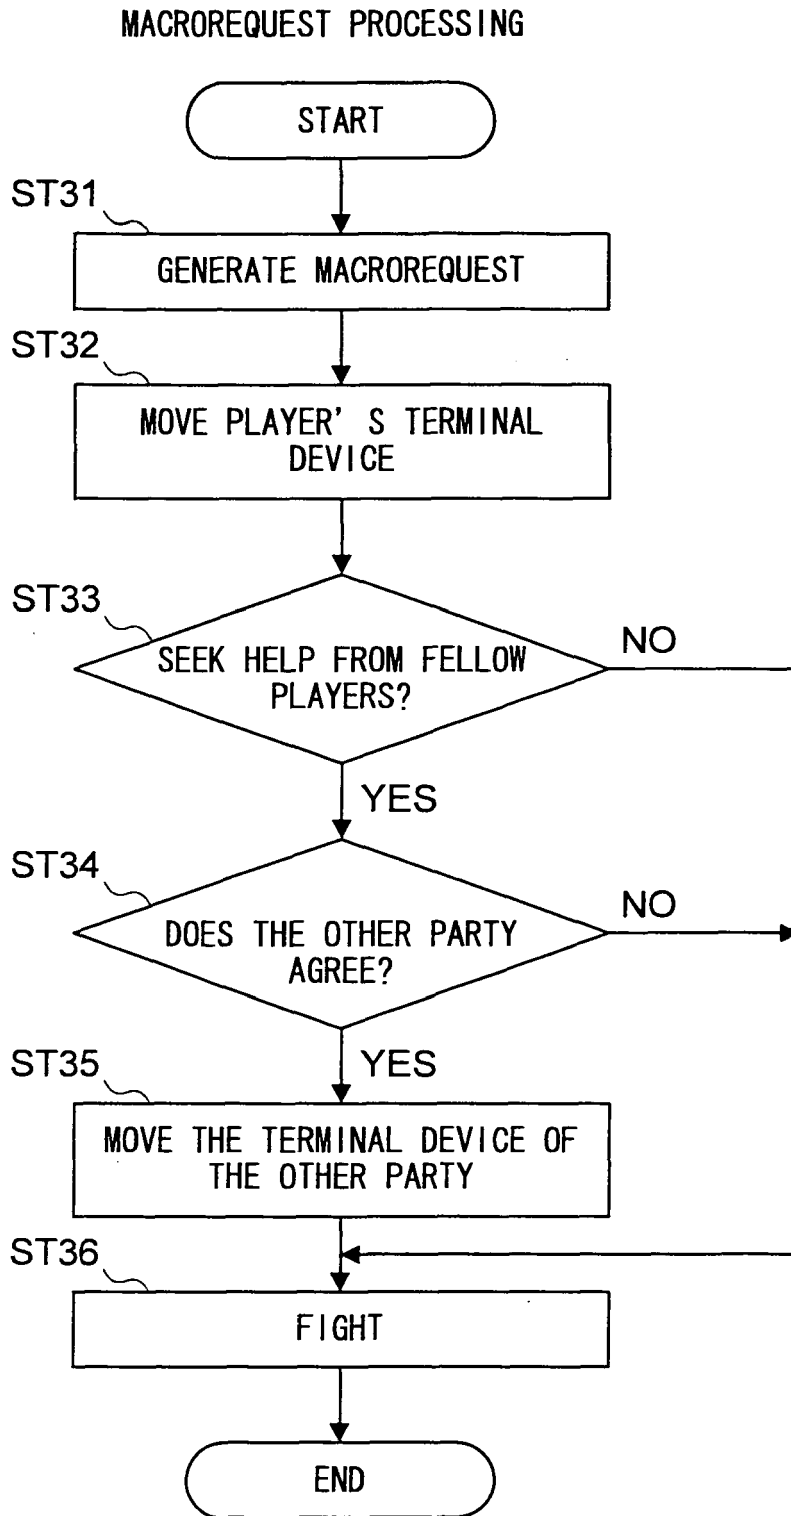 MACROREQUEST PROCESSING
START
ST31
GENERATE MACROREQUEST
ST32
MOVE PLAYER' S TERMINAL
DEVICE
ST33
SEEK HELP FROM FELLOW
PLAYERS?
NO
YES
ST34
DOES THE OTHER PARTY
AGREE?
NO
YES
ST35
MOVE THE TERMINAL DEVICE OF
THE OTHER PARTY
ST36
FIGHT
END